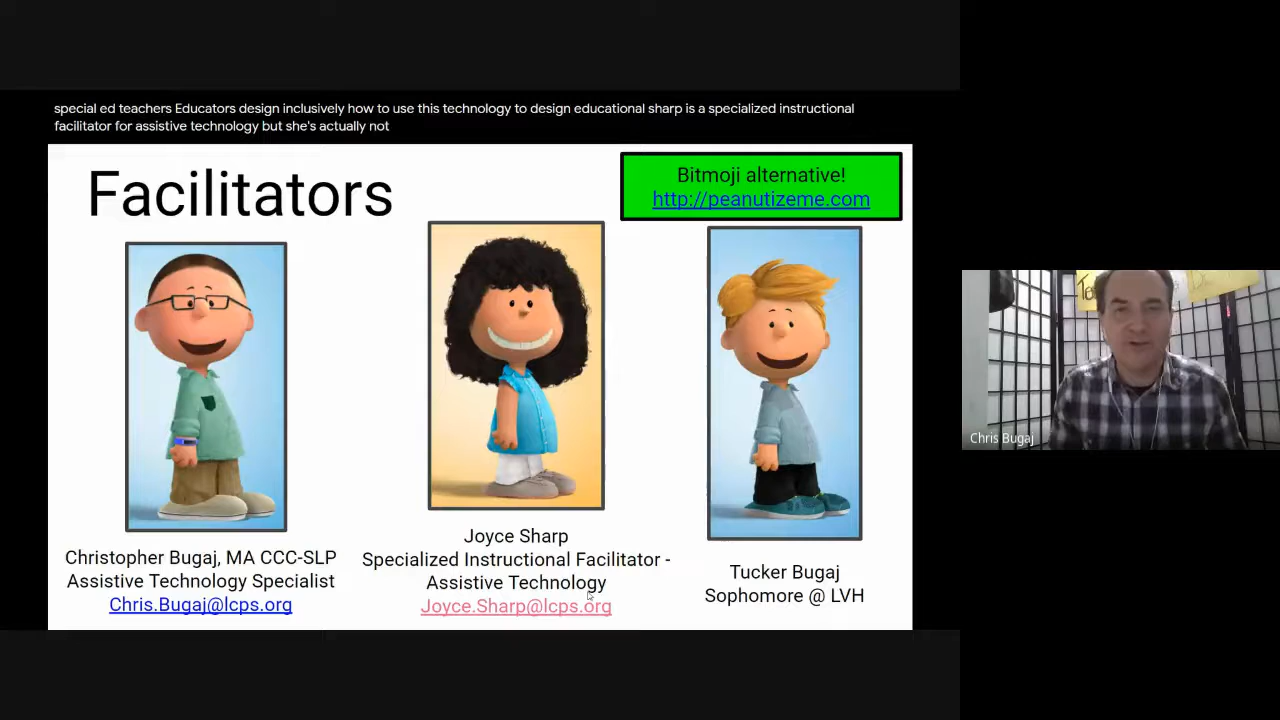 special ed teachers Educators design inclusively how to use this technology to design educational sharp is a specialized instructional
facilitator for assistive technology but she's actually not
Facilitators
Bitmoji alternative!
http://peanutizeme.com
Christopher Bugaj, MA CCC-SLP
Assistive Technology Specialist
Chris.Bugaj@lcps.org
Joyce Sharp
Specialized Instructional Facilitator -
Assistive Technology
Joyce.Sharp@lcps.org
Tucker Bugaj
Sophomore @ LVH
Chris Bugaj